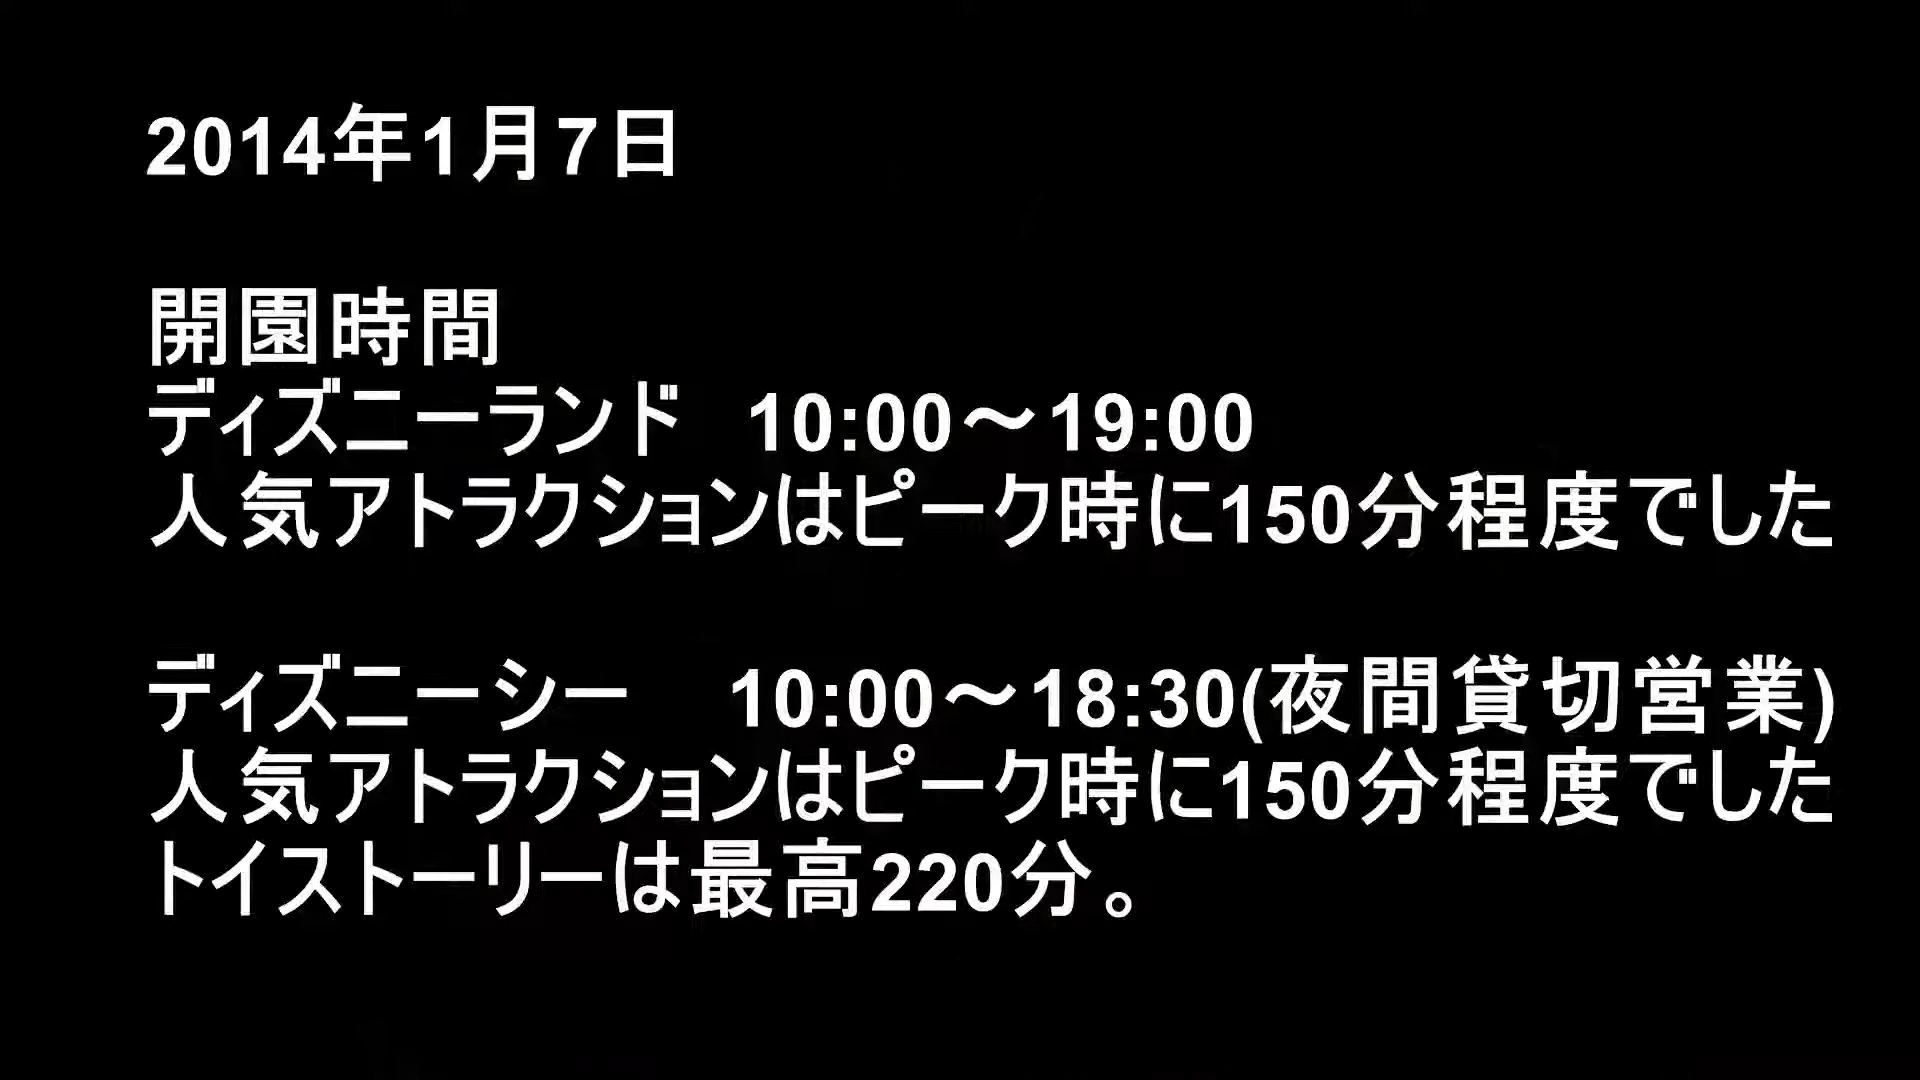 2014年1月7日
開園時間
ディズニーランド　10:00～19:00
人気アトラクションはピーク時に150分程度でした
ディズニーシー　 10:00～18:30(夜間貸切営業)
人気アトラクションはピーク時に150分程度でした
トイストーリーは最高220分。